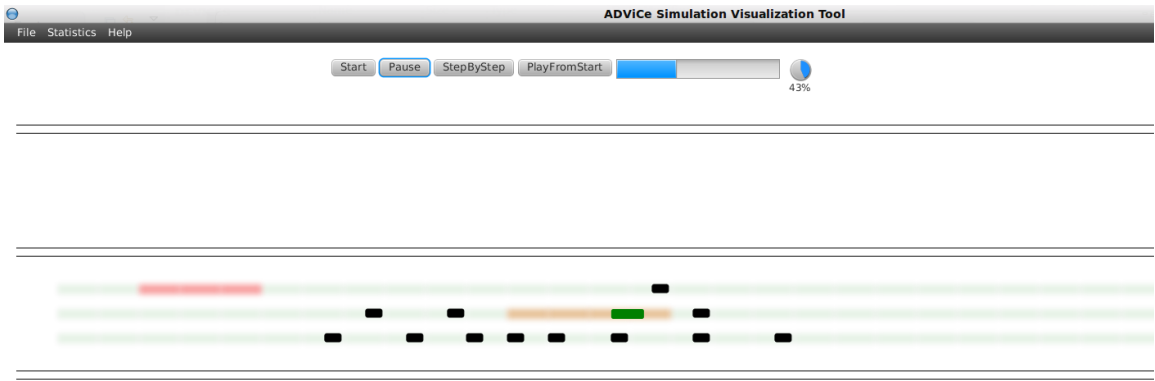 ADViCe Simulation Visualization Tool
File Statistics Help
Start Pause StepByStep PlayFromStart
43%